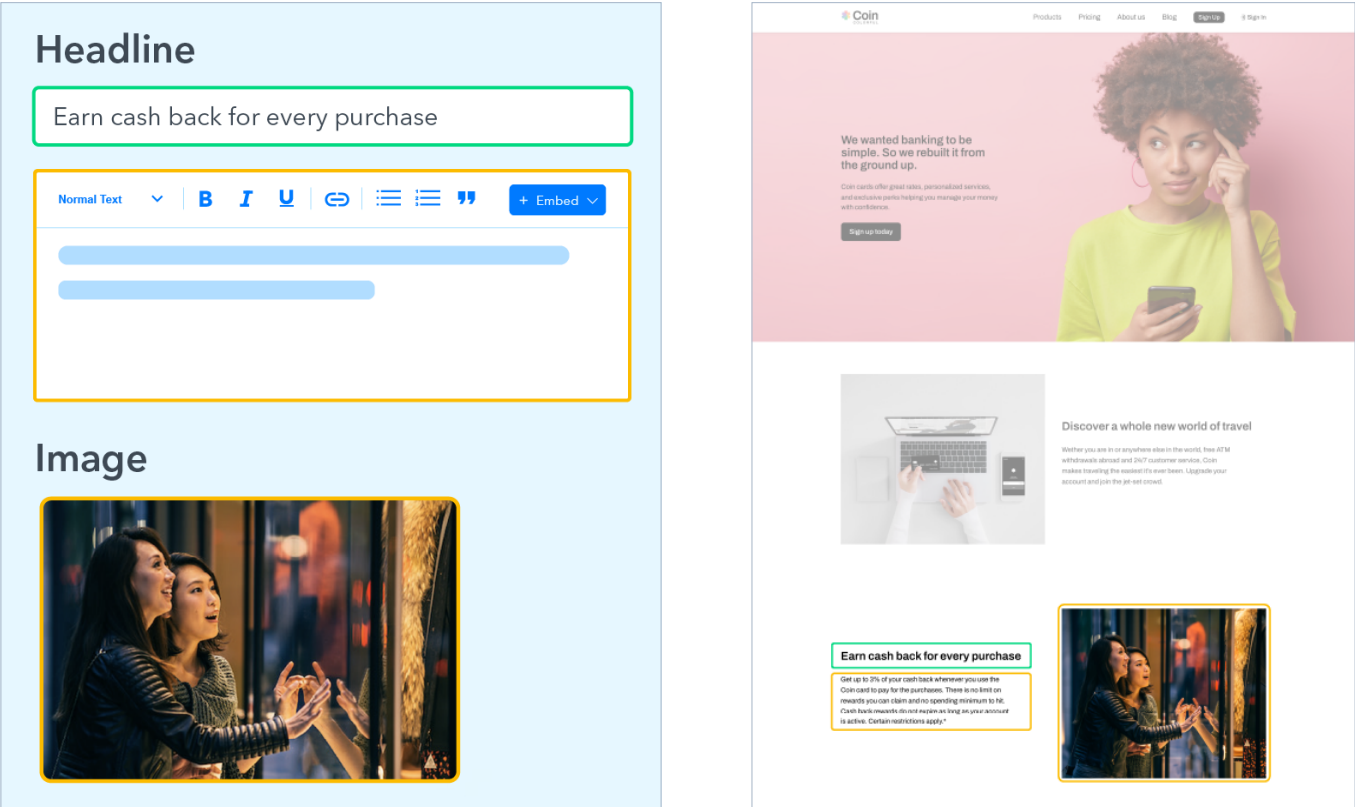 Headline
Earn cash back for every purchase
Normal Text
B I U
+ Embed
Image
Coin
Products Pricing About us Blog Sign Up Sign In
We wanted banking to be
simple. So we rebuilt it from
the ground up.
Coin cards offer great rates, personalized services,
and exclusive perks helping you manage your money
with confidence.
Sign up today
Discover a whole new world of travel
Wether you are in or anywhere else in the world, free ATM
withdrawals abroad and 24/7 customer service, Coin
makes traveling the easiest it's ever been. Upgrade your
account and join the jet-set crowd.
Earn cash back for every purchase
Get up to 3% of your cash back whenever you use the
Coin card to pay for the purchases. There is no limit on
rewards you can claim and no spending minimum to hit.
Cash back rewards do not expire as long as your account
is active. Certain restrictions apply.*